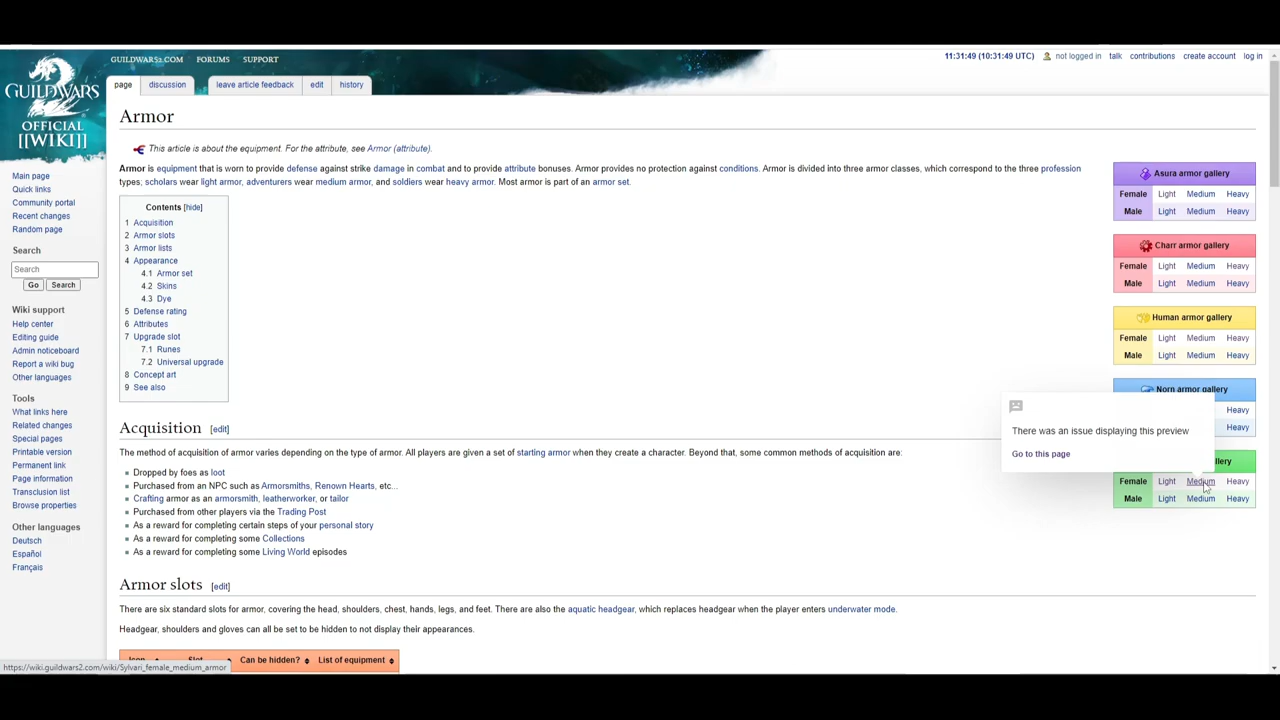 GUILDWARS2.COM FORUMS SUPPORT
11:31:49 (10:31:49 UTC) not logged in talk contributions create account log in
GUILD WARS
OFFICIAL
[[WIKI]]
page discussion leave article feedback edit history
Main page
Quick links
Community portal
Recent changes
Random page
Search
Search
Go Search
Wiki support
Help center
Editing guide
Admin noticeboard
Report a wiki bug
Other languages
Tools
What links here
Related changes
Special pages
Printable version
Permanent link
Page information
Transclusion list
Browse properties
Other languages
Deutsch
Español
Français
Armor
This article is about the equipment. For the attribute, see Armor (attribute).
Armor is equipment that is worn to provide defense against strike damage in combat and to provide attribute bonuses. Armor provides no protection against conditions. Armor is divided into three armor classes, which correspond to the three profession
types; scholars wear light armor, adventurers wear medium armor, and soldiers wear heavy armor. Most armor is part of an armor set.
Contents [hide]
1 Acquisition
2 Armor slots
3 Armor lists
4 Appearance
4.1 Armor set
4.2 Skins
4.3 Dye
5 Defense rating
6 Attributes
7 Upgrade slot
7.1 Runes
7.2 Universal upgrade
8 Concept art
9 See also
Asura armor gallery
Female Light Medium Heavy
Male Light Medium Heavy
Charr armor gallery
Female Light Medium Heavy
Male Light Medium Heavy
Human armor gallery
Female Light Medium Heavy
Male Light Medium Heavy
Norn armor gallery
Heavy
Heavy
There was an issue displaying this preview
Go to this page
llery
Female Light Medium Heavy
Male Light Medium Heavy
Acquisition [edit]
The method of acquisition of armor varies depending on the type of armor. All players are given a set of starting armor when they create a character. Beyond that, some common methods of acquisition are:
Dropped by foes as loot
Purchased from an NPC such as Armorsmiths, Renown Hearts, etc...
Crafting armor as an armorsmith, leatherworker, or tailor
Purchased from other players via the Trading Post
As a reward for completing certain steps of your personal story
As a reward for completing some Collections
As a reward for completing some Living World episodes
Armor slots [edit]
There are six standard slots for armor, covering the head, shoulders, chest, hands, legs, and feet. There are also the aquatic headgear, which replaces headgear when the player enters underwater mode.
Headgear, shoulders and gloves can all be set to be hidden to not display their appearances.
Icon Slot Can be hidden? List of equipment
https://wiki.guildwars2.com/wiki/Sylvari_female_medium_armor